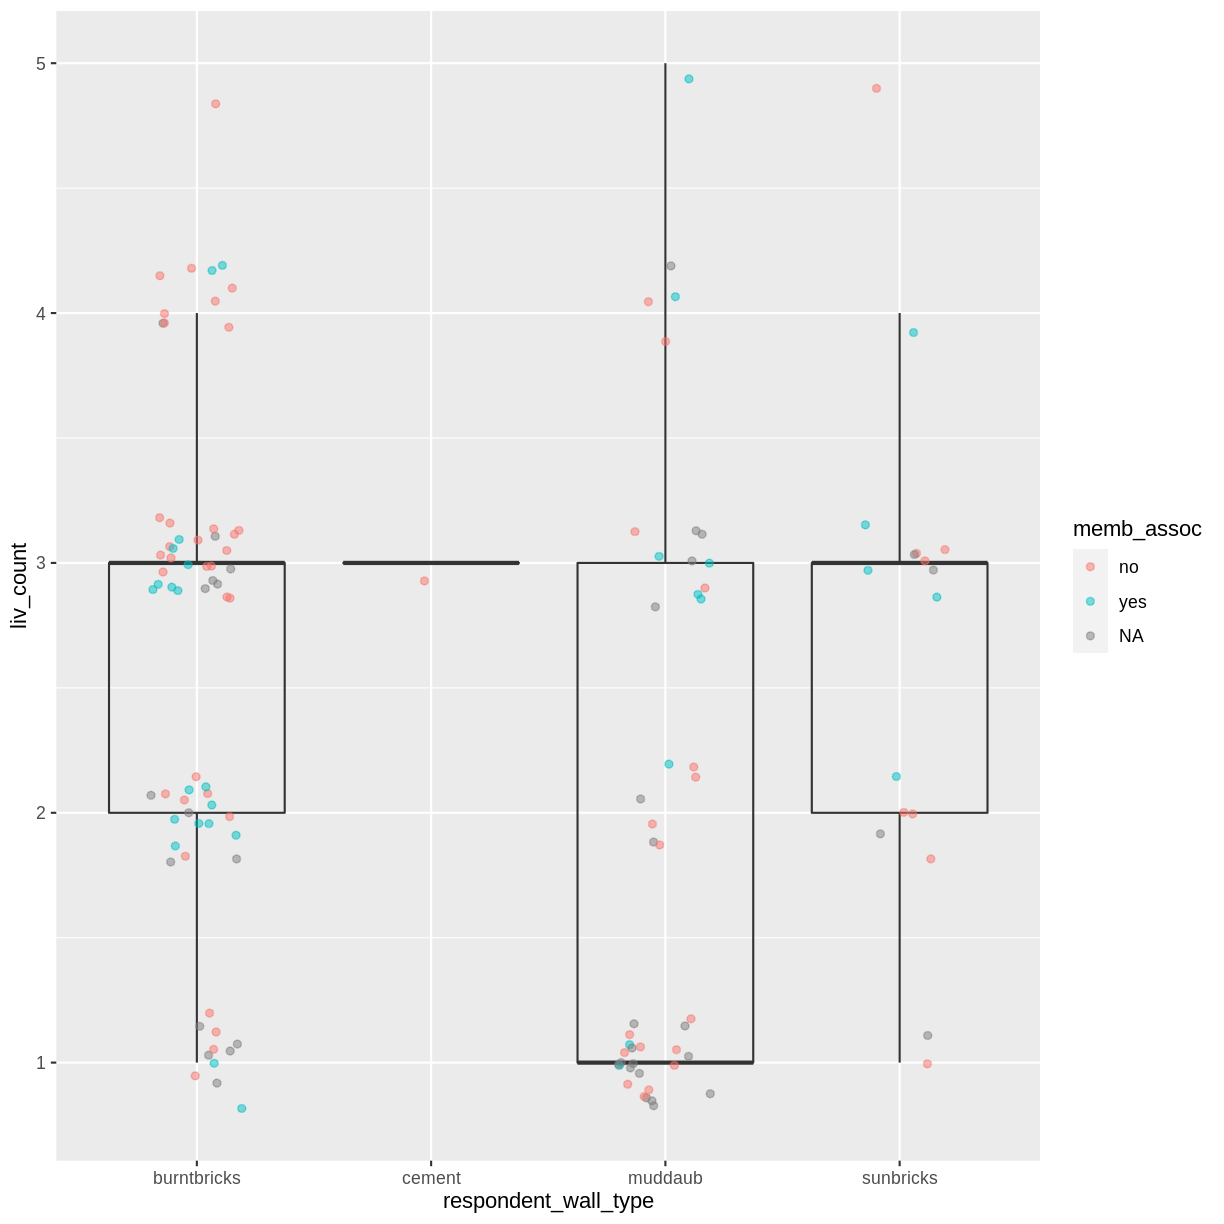 5
4
3
2
1
liv_count
burntbricks
cement
muddaub
sunbricks
respondent_wall_type
memb_assoc
no
yes
NA